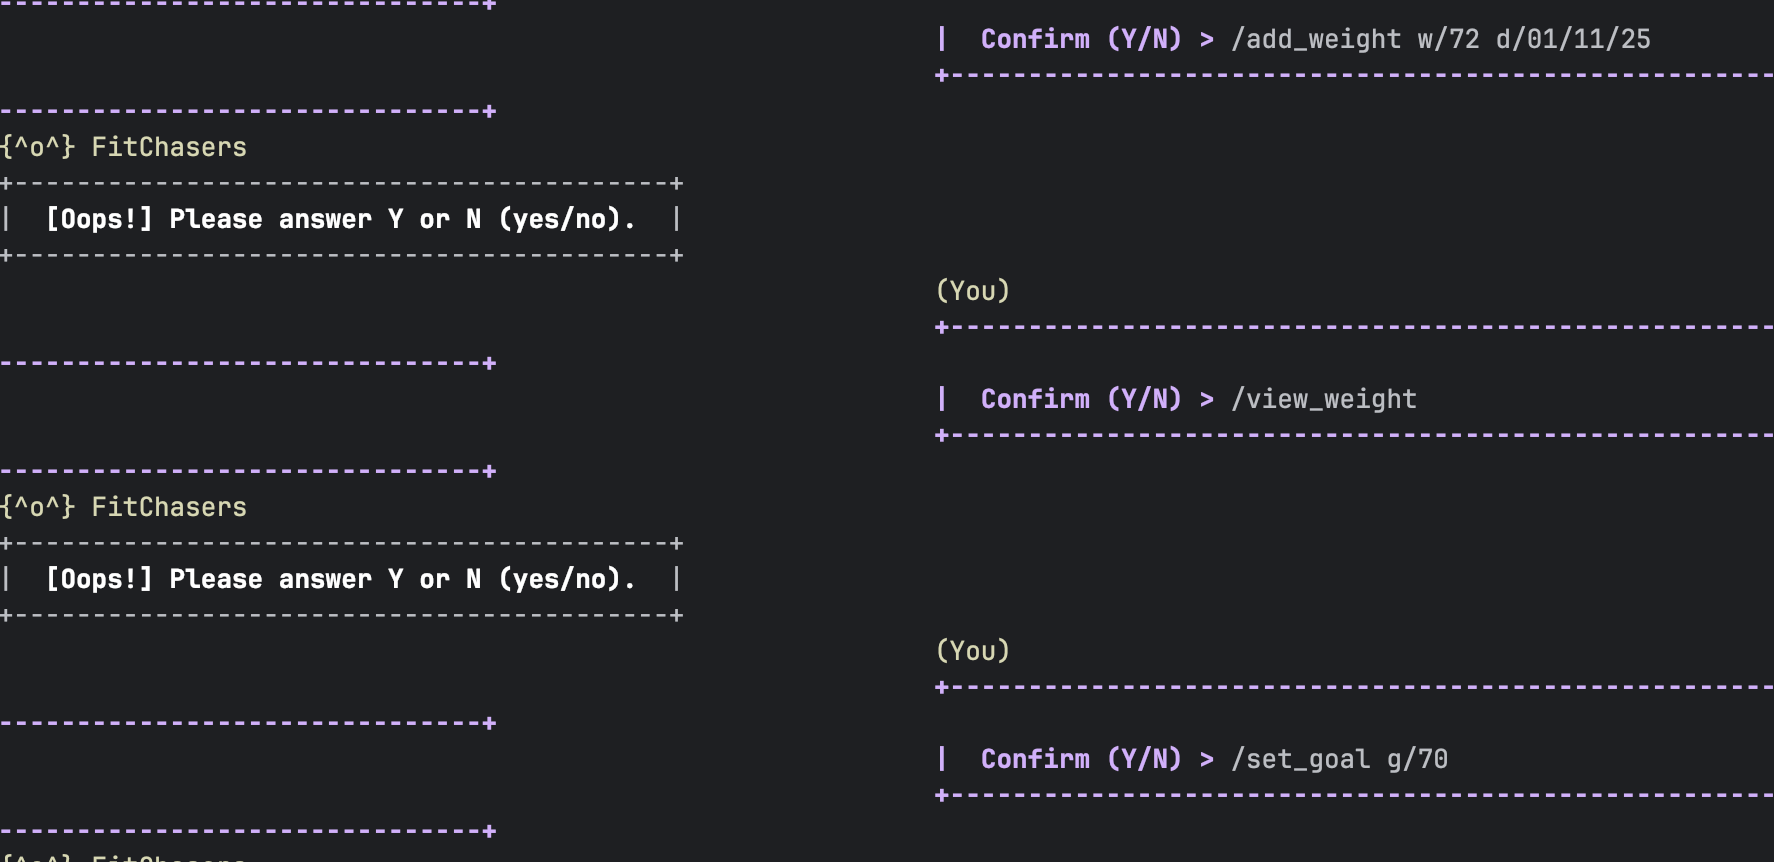 -------------------------------+
|  Confirm (Y/N) > /add_weight w/72 d/01/11/25
+------------------------------------------------------
-------------------------------+
{^o^} FitChasers
+------------------------------------------+
|  [Oops!] Please answer Y or N (yes/no).  |
+------------------------------------------+
(You)
+------------------------------------------------------
-------------------------------+
|  Confirm (Y/N) > /view_weight
+------------------------------------------------------
-------------------------------+
{^o^} FitChasers
+------------------------------------------+
|  [Oops!] Please answer Y or N (yes/no).  |
+------------------------------------------+
(You)
+------------------------------------------------------
-------------------------------+
|  Confirm (Y/N) > /set_goal g/70
+------------------------------------------------------
-------------------------------+
{^o^} FitChasers